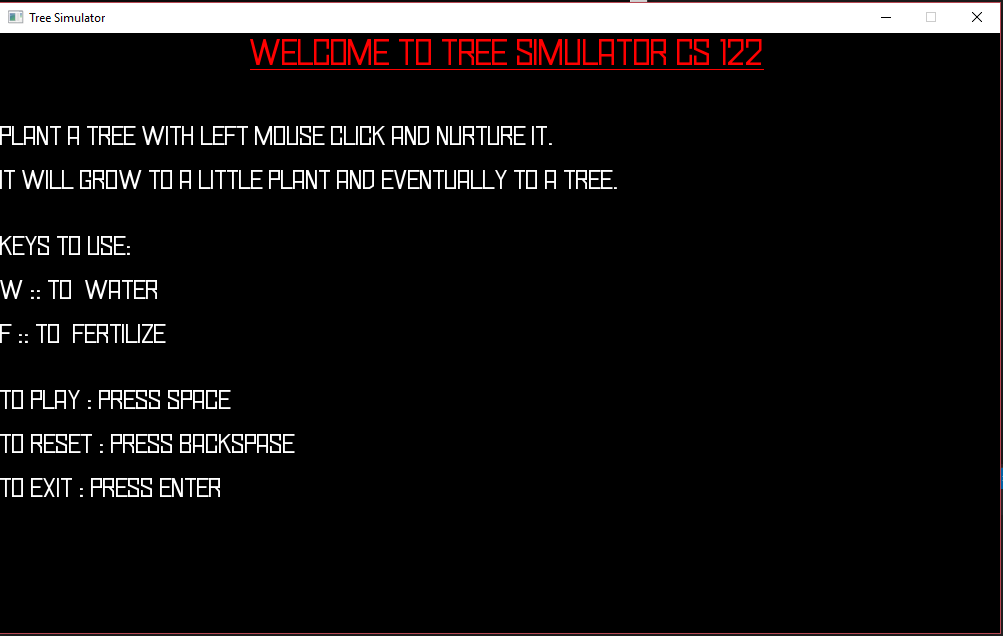 Tree Simulator
WELCOME TO TREE SIMULATOR CS 122
PLANT A TREE WITH LEFT MOUSE CLICK AND NURTURE IT.
IT WILL GROW TO A LITTLE PLANT AND EVENTUALLY TO A TREE.
KEYS TO USE:
W :: TO  WATER
F :: TO  FERTILIZE
TO PLAY : PRESS SPACE
TO RESET : PRESS BACKSPASE
TO EXIT : PRESS ENTER